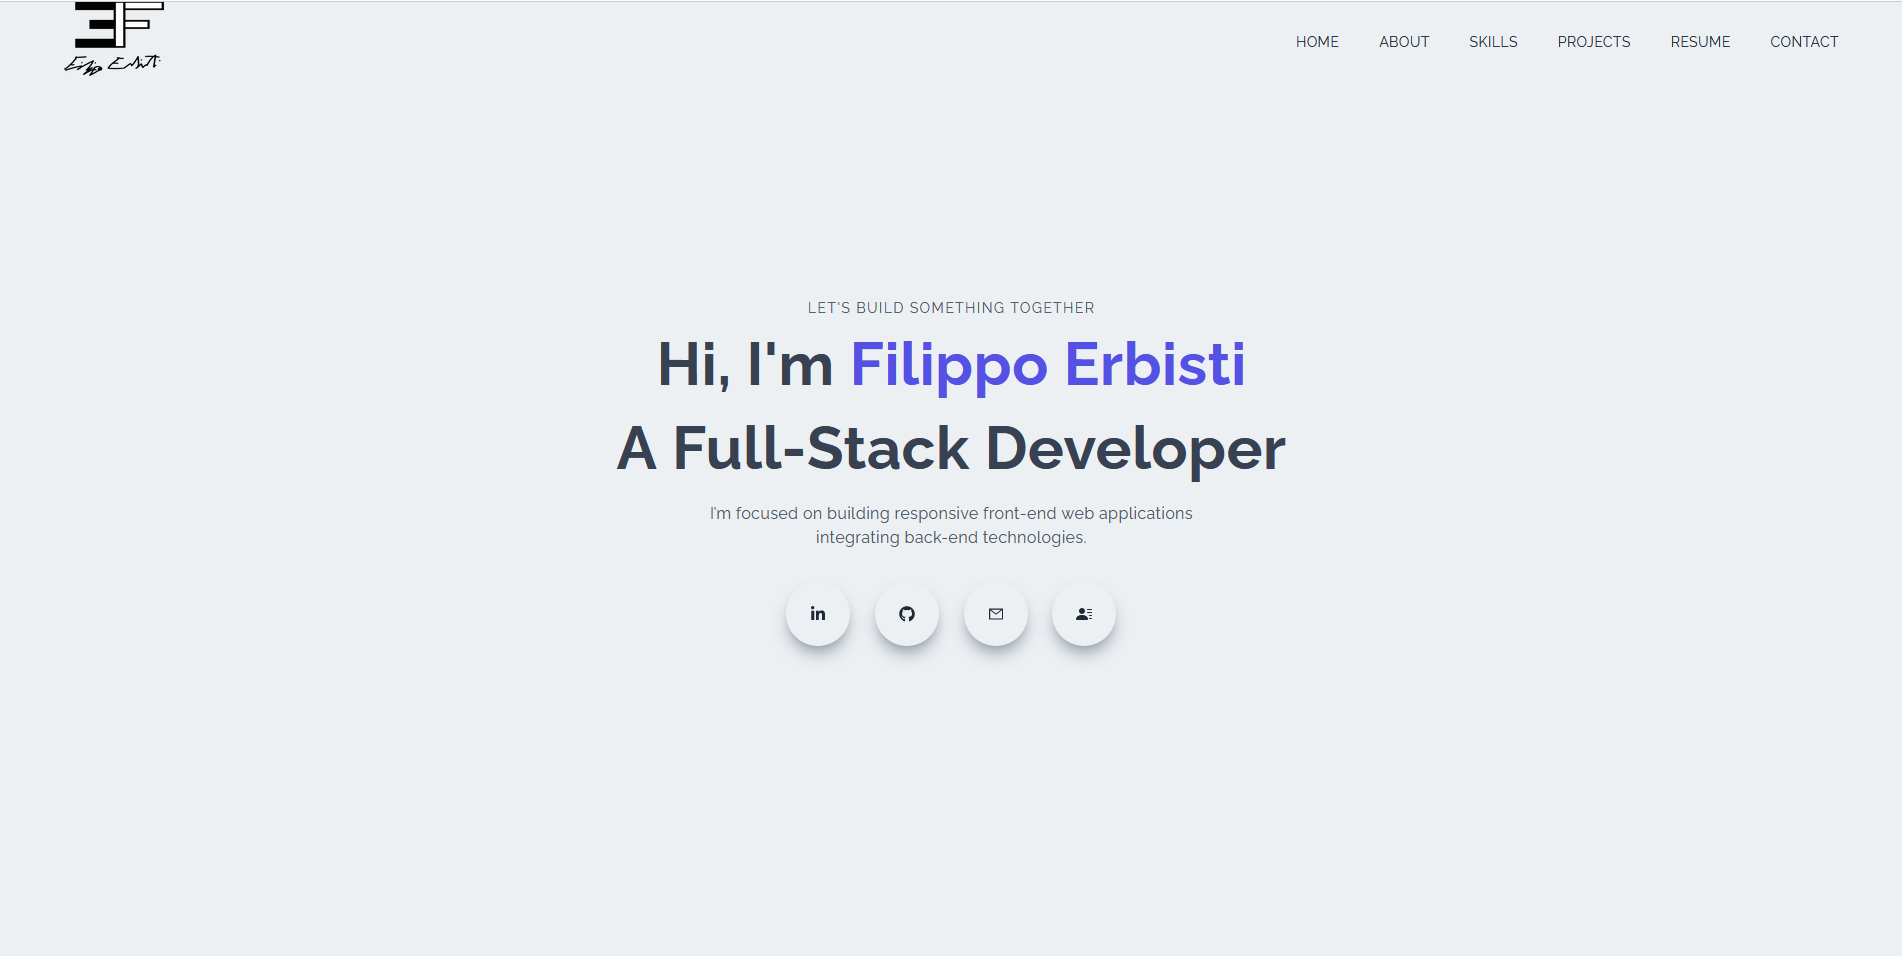 EF
HOME ABOUT SKILLS PROJECTS RESUME CONTACT
LET'S BUILD SOMETHING TOGETHER
Hi, I'm Filippo Erbisti
A Full-Stack Developer
I'm focused on building responsive front-end web applications
integrating back-end technologies.
in